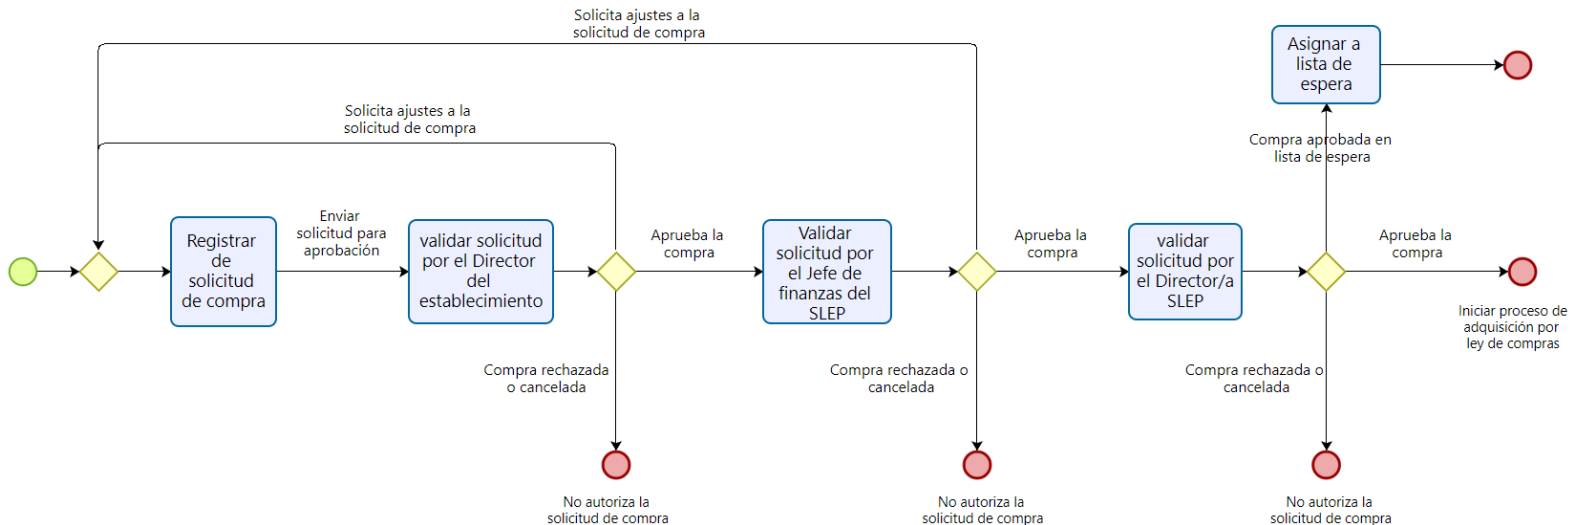 Solicita ajustes a la
solicitud de compra
Solicita ajustes a la
solicitud de compra
Asignar a
lista de
espera
Compra aprobada en
lista de espera
Registrar
de
solicitud
de compra
Enviar
solicitud para
aprobación
validar solicitud
por el Director
del
establecimiento
Aprueba la
compra
Validar
solicitud por
el Jefe de
finanzas del
SLEP
Aprueba la
compra
validar
solicitud por
el Director/a
SLEP
Aprueba la
compra
Iniciar proceso de
adquisición por
ley de compras
Compra rechazada
o cancelada
Compra rechazada o
cancelada
Compra rechazada o
cancelada
No autoriza la
solicitud de compra
No autoriza la
solicitud de compra
No autoriza la
solicitud de compra